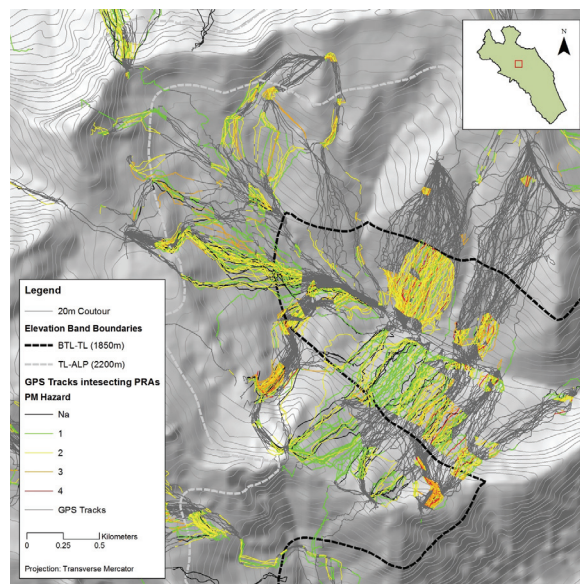 N
Legend
20m Coutour
Elevation Band Boundaries
BTL-TL (1850m)
TL-ALP (2200m)
GPS Tracks intesecting PRAs
PM Hazard
Na
1
2
3
4
GPS Tracks
Kilometers
0 0.25 0.5
Projection: Transverse Mercator